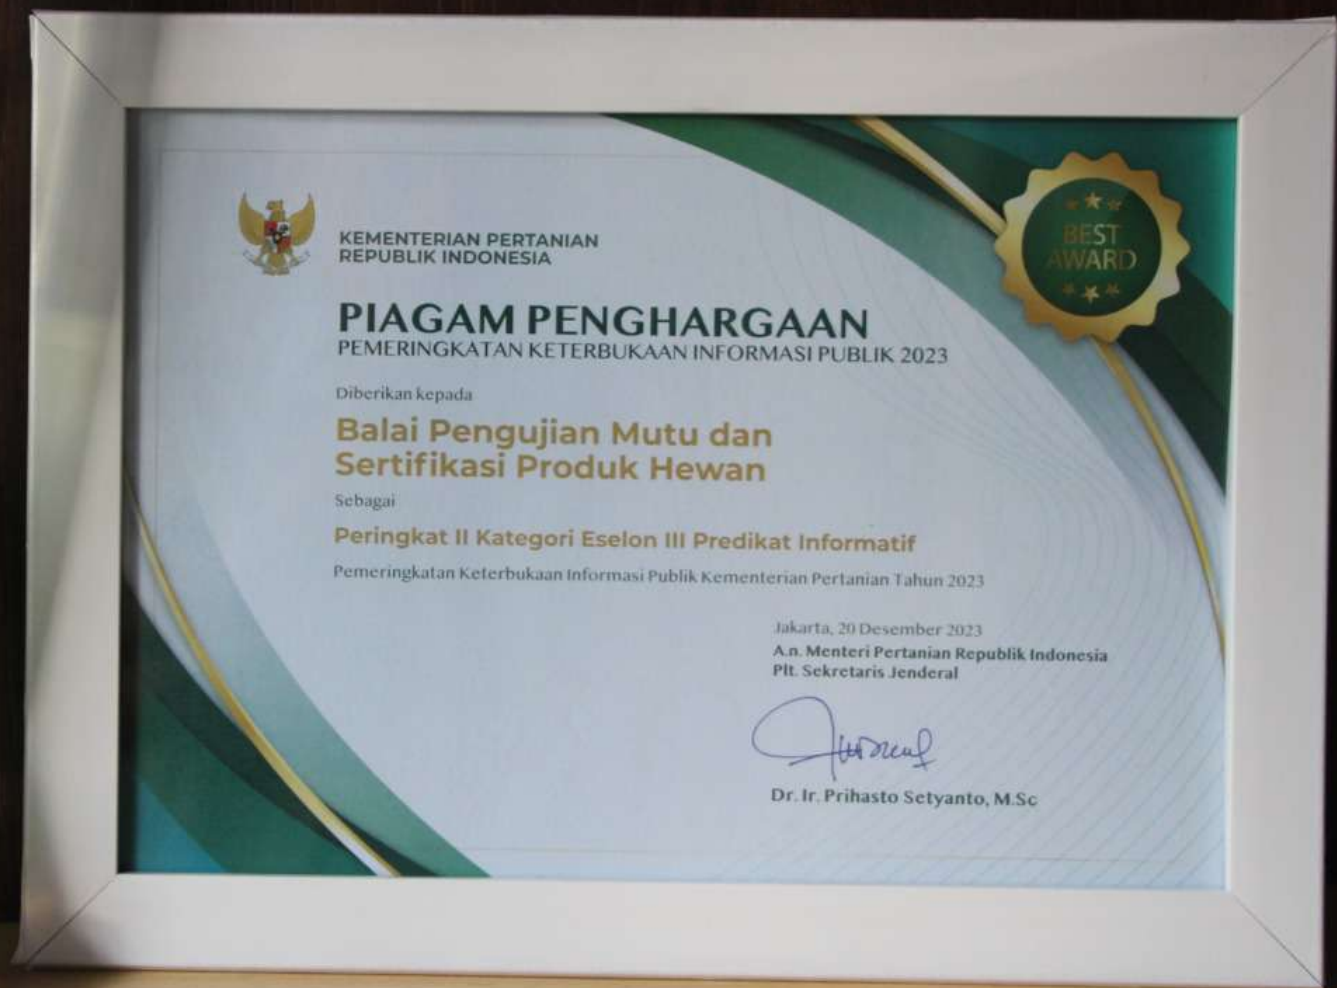 KEMENTERIAN PERTANIAN
REPUBLIK INDONESIA
BEST
AWARD
PIAGAM PENGHARGAAN
PEMERINGKATAN KETERBUKAAN INFORMASI PUBLIK 2023
Diberikan kepada
Balai Pengujian Mutu dan
Sertifikasi Produk Hewan
Sebagai
Peringkat II Kategori Eselon III Predikat Informatif
Pemeringkatan Keterbukaan Informasi Publik Kementerian Pertanian Tahun 2023
Jakarta, 20 Desember 2023
A.n. Menteri Pertanian Republik Indonesia
Plt. Sekretaris Jenderal
Dr. Ir. Prihasto Setyanto, M.Sc